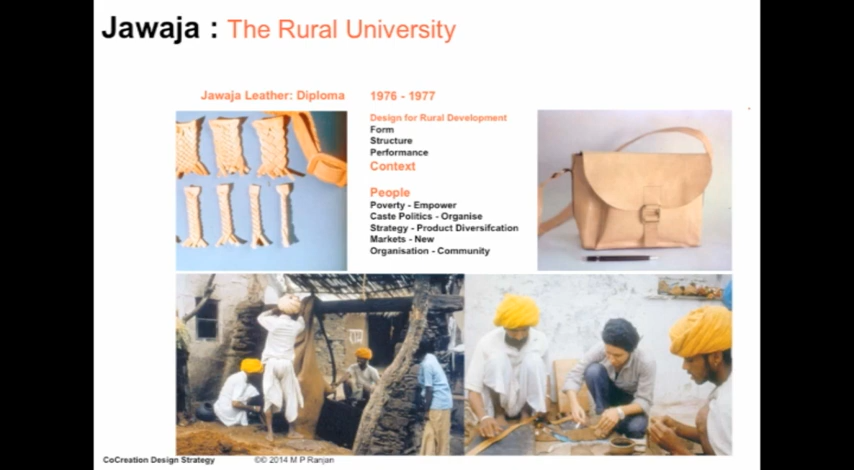 Jawaja : The Rural University
Jawaja Leather: Diploma
1976 - 1977
Design for Rural Development
Form
Structure
Performance
Context
People
Poverty - Empower
Caste Politics - Organise
Strategy - Product Diversifcation
Markets - New
Organisation - Community
CoCreation Design Strategy
©© 2014 M P Ranjan